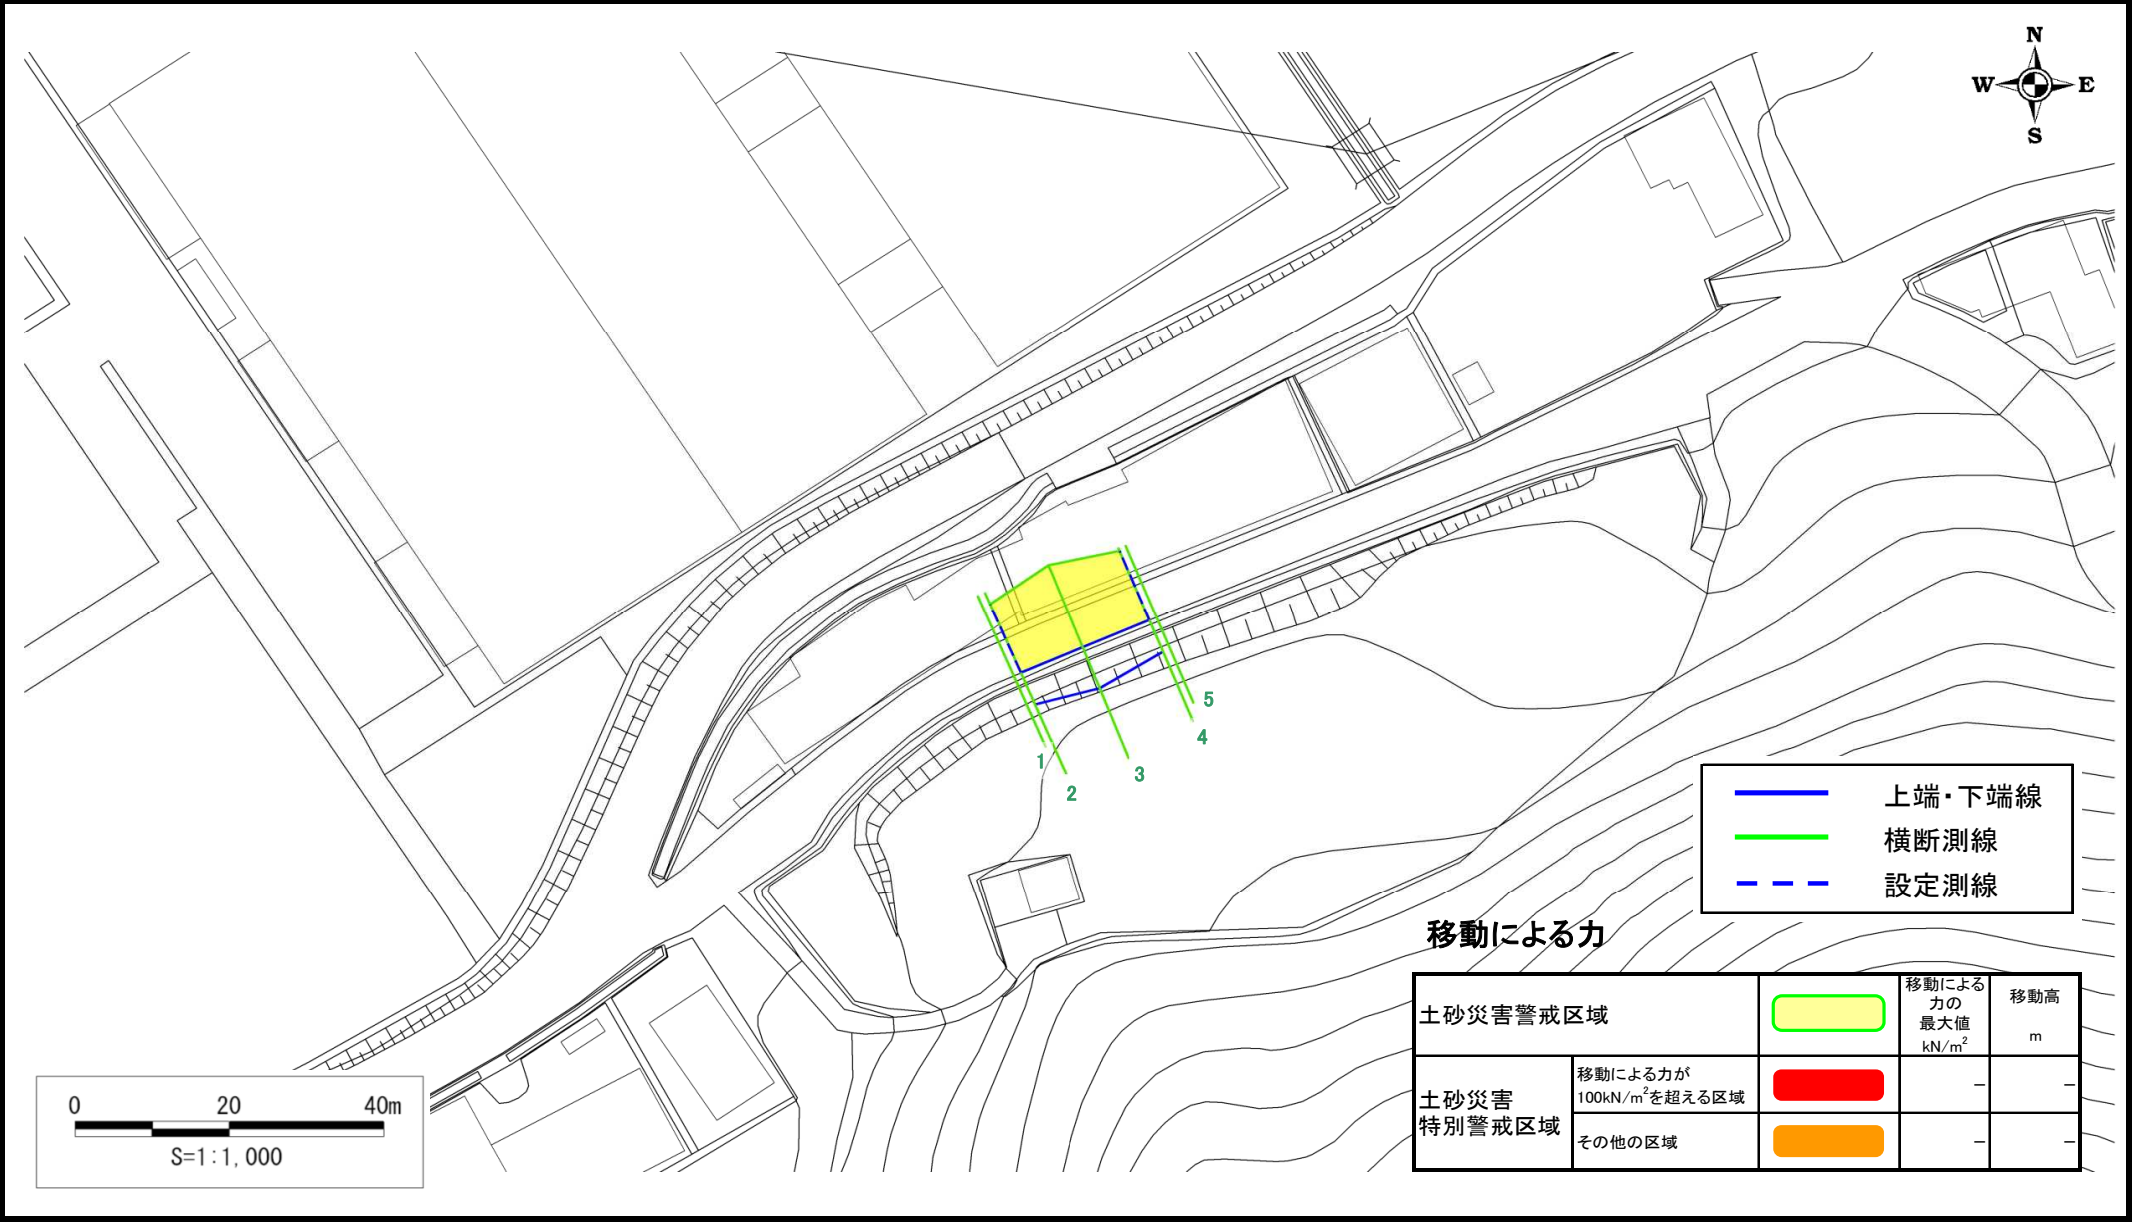 N
W E
S
1
2
3
4
5
上端・下端線
横断測線
設定測線
移動による力
土砂災害警戒区域
移動による
力の
最大値
kN/m²
移動高
m
土砂災害
特別警戒区域
移動による力が
100kN/m²を超える区域
－ －
その他の区域
－ －
0 20 40m
S=1:1,000